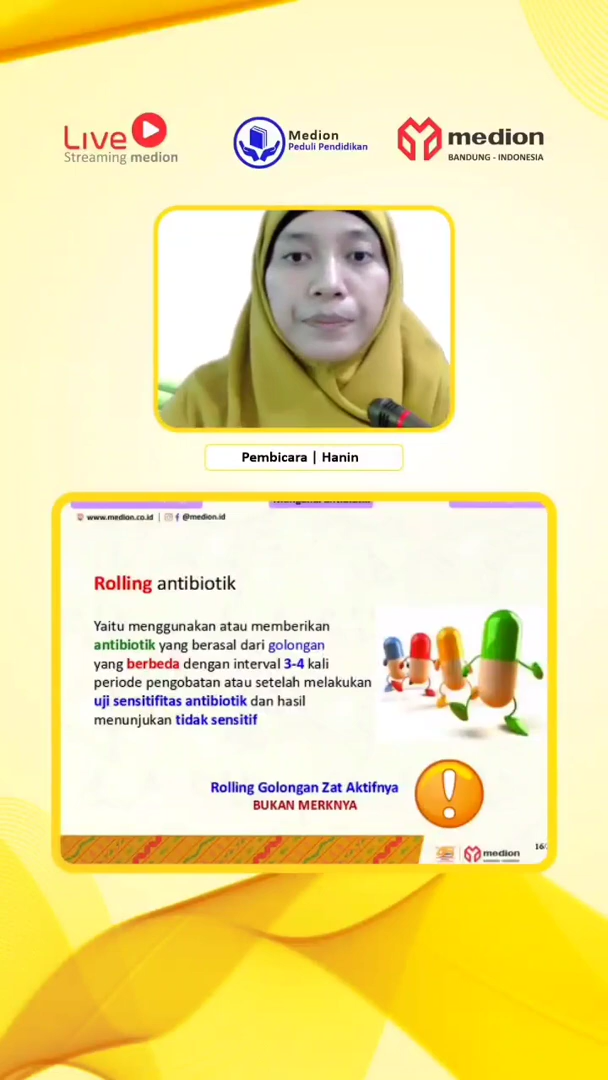 Live
Streaming medion
Medion
Peduli Pendidikan
medion
BANDUNG - INDONESIA
Pembicara | Hanin
www.medion.co.id | @medion.id
Rolling antibiotik
Yaitu menggunakan atau memberikan
antibiotik yang berasal dari golongan
yang berbeda dengan interval 3-4 kali
periode pengobatan atau setelah melakukan
uji sensitifitas antibiotik dan hasil
menunjukan tidak sensitif
Rolling Golongan Zat Aktifnya
BUKAN MERKNYA
medion